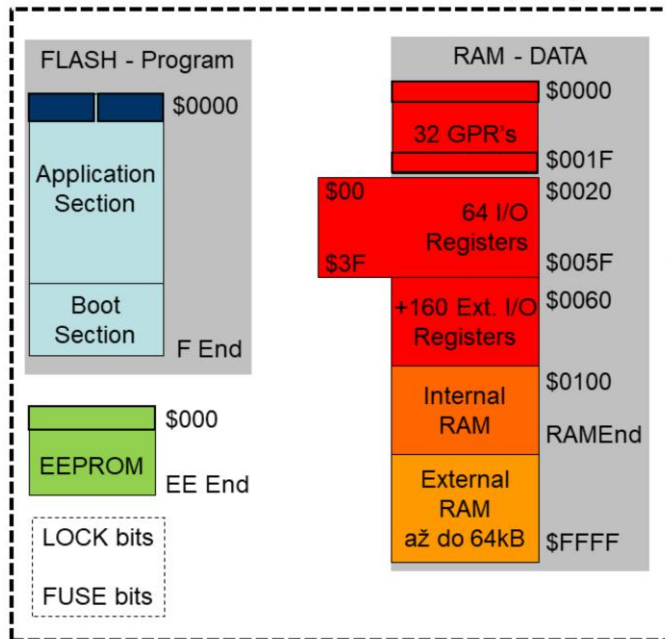 FLASH - Program
$0000
Application
Section
Boot
Section
F End
$000
EEPROM
EE End
LOCK bits
FUSE bits
RAM - DATA
$0000
32 GPR's
$001F
$00
$0020
64 I/O
Registers
$3F
$005F
+160 Ext. I/O
$0060
Registers
$0100
Internal
RAM
RAMEnd
External
RAM
až do 64kB
$FFFF